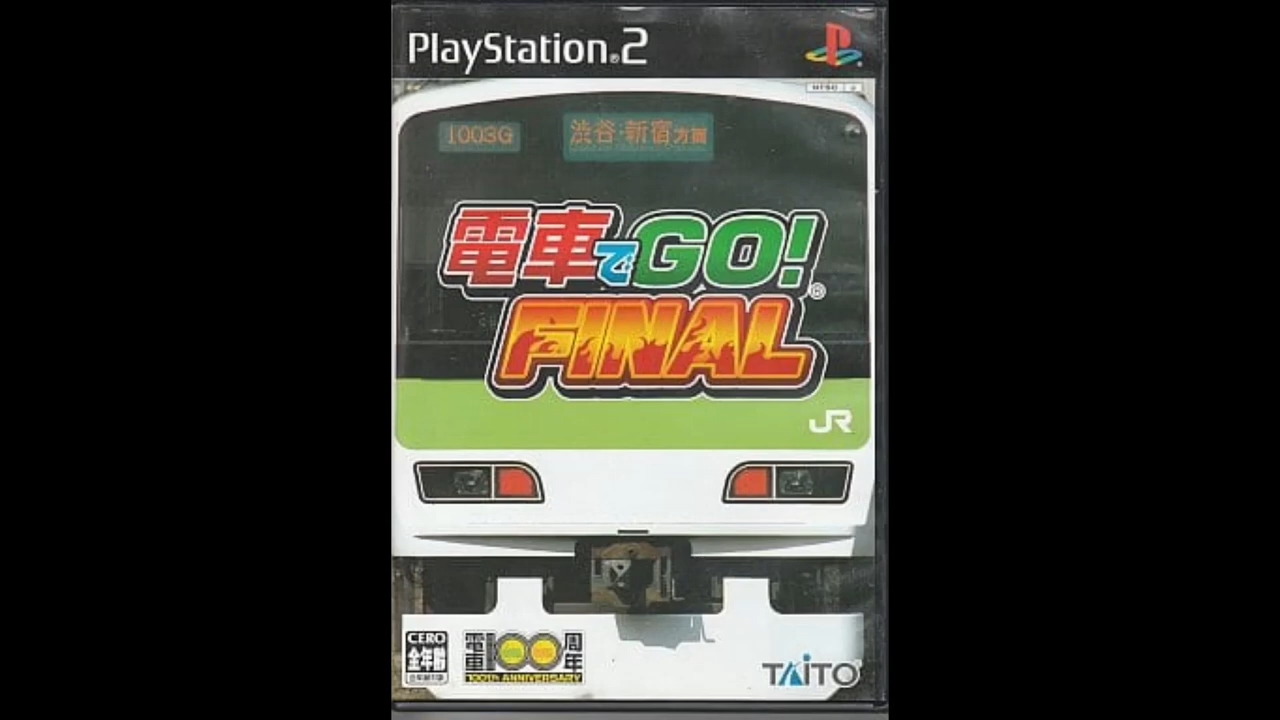 PlayStation®2
NTSC J
1003G
渋谷・新宿方面
電車でGO!
®
FINAL
JR
CERO
全年齢
電車100周年
100th ANNIVERSARY
TAITO